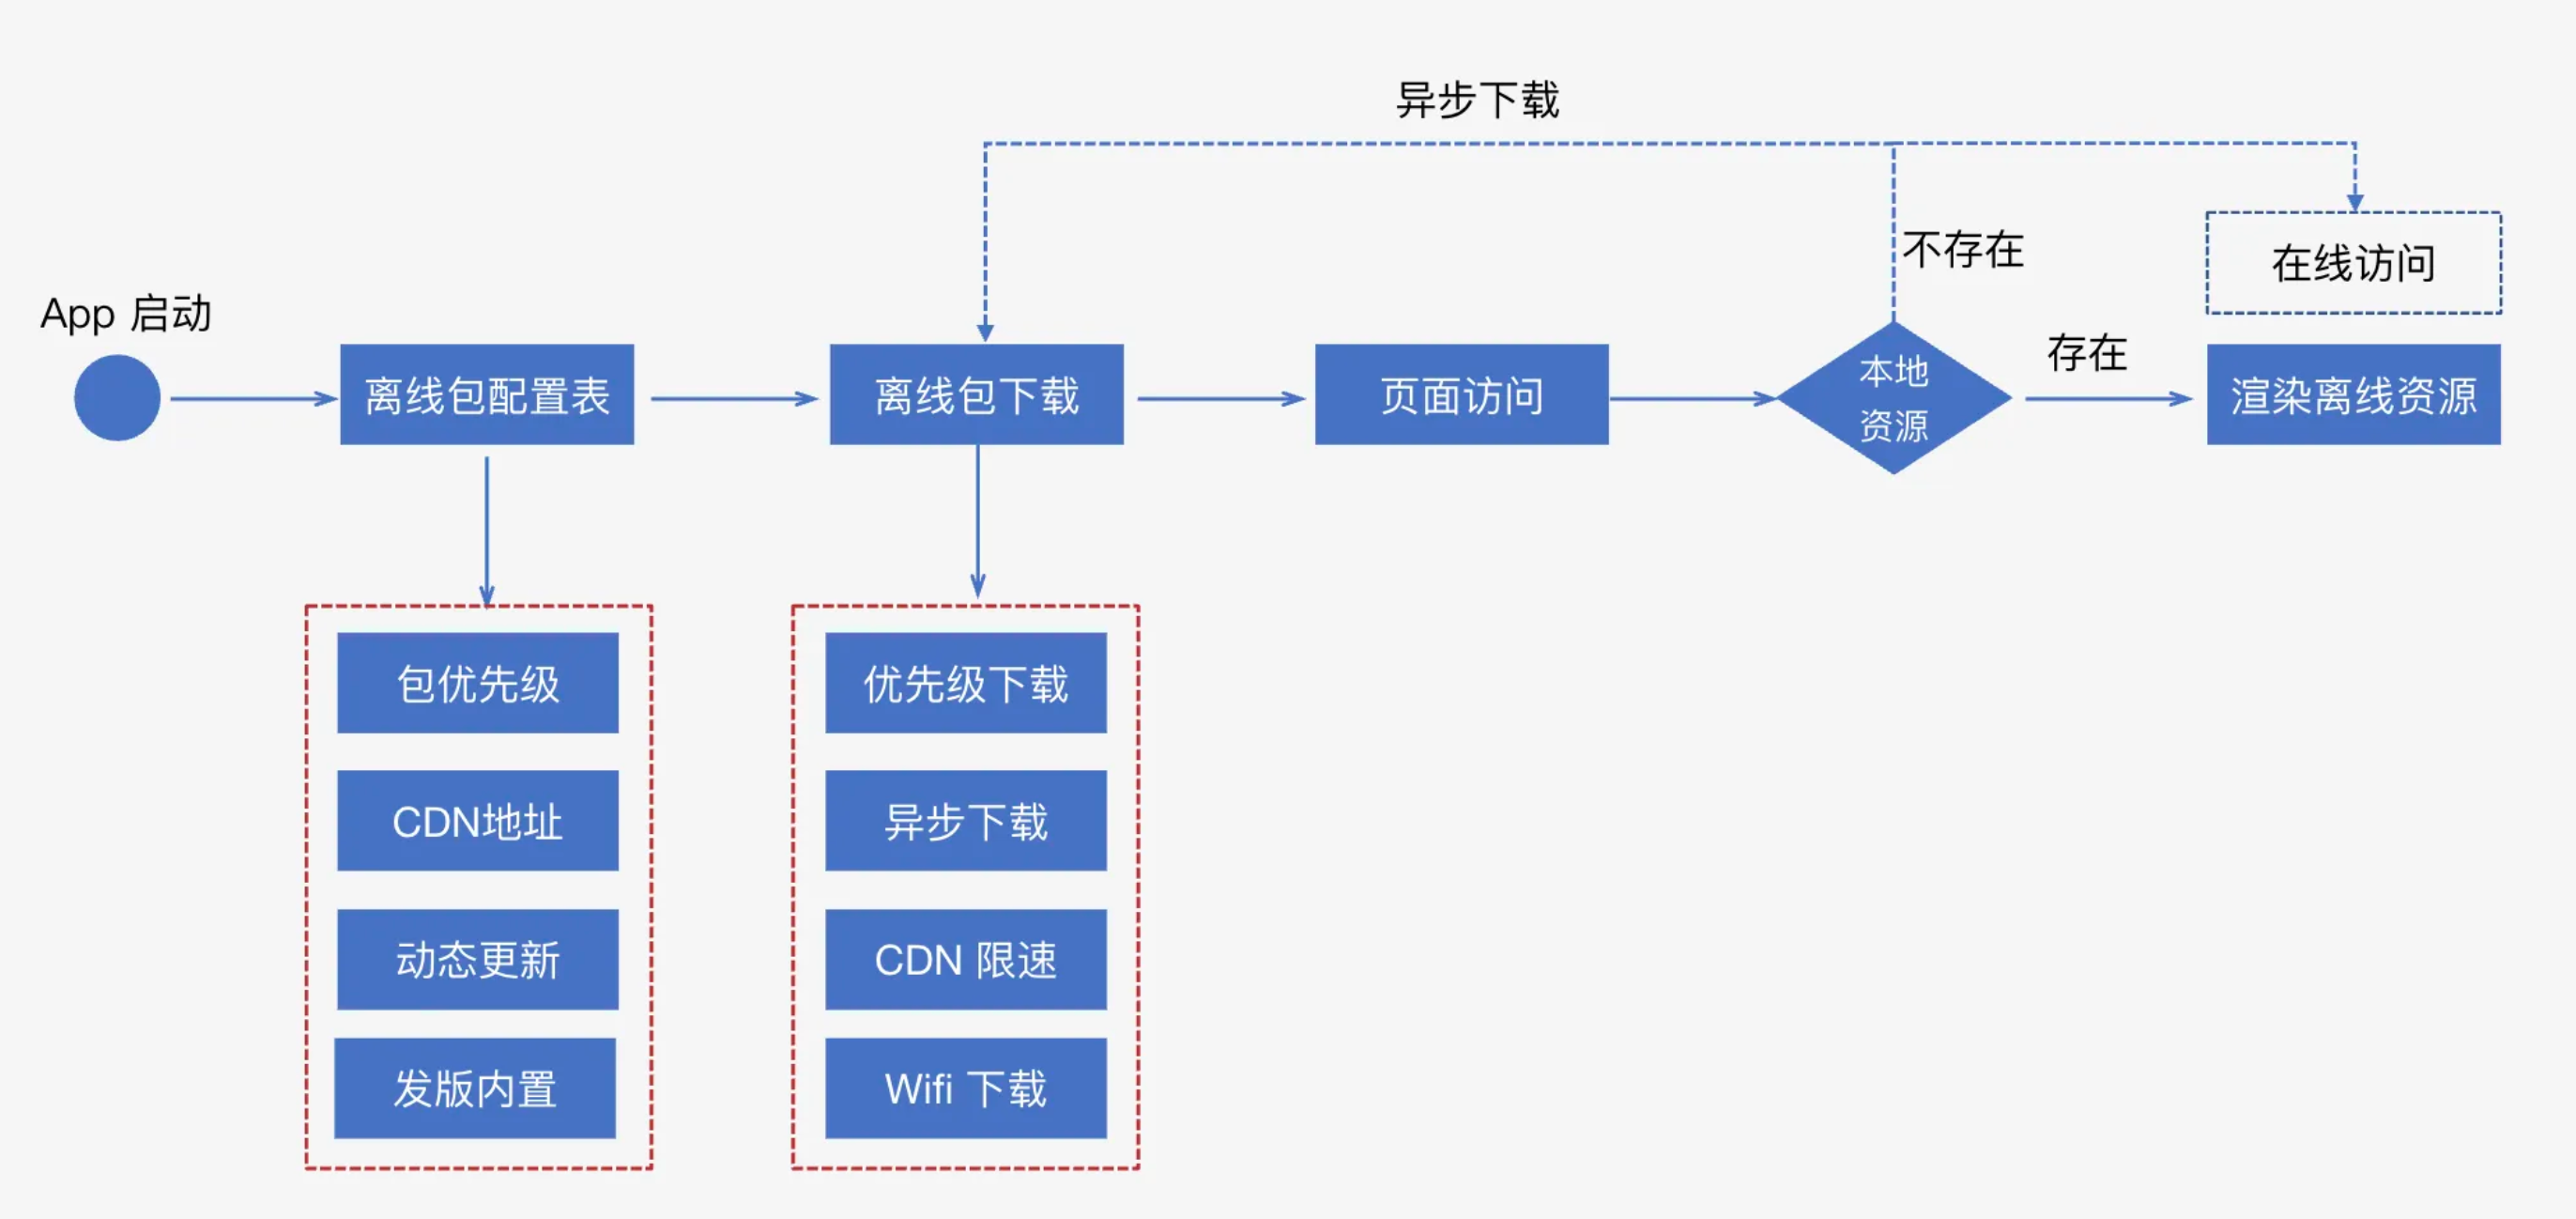 异步下载
不存在
在线访问
App 启动
存在
离线包配置表
离线包下载
页面访问
本地
资源
渲染离线资源
包优先级
优先级下载
CDN地址
异步下载
动态更新
CDN 限速
发版内置
Wifi 下载